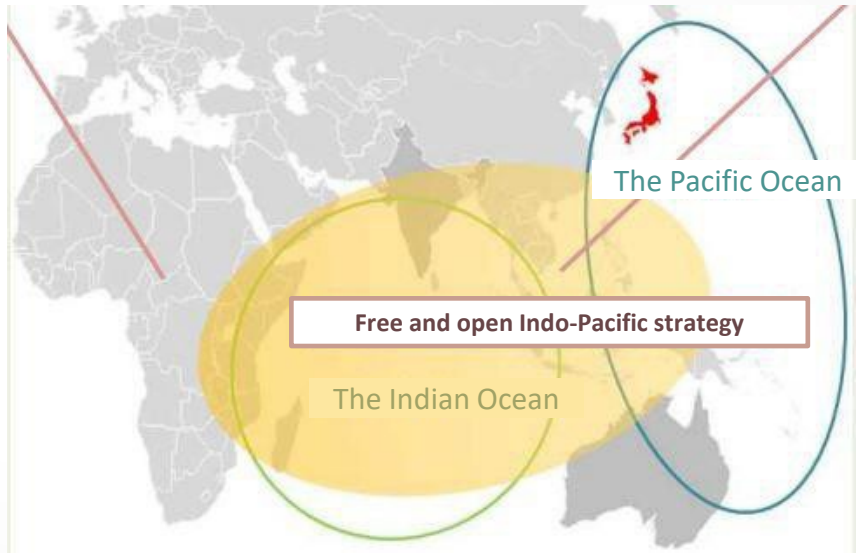 The Pacific Ocean
Free and open Indo-Pacific strategy
The Indian Ocean